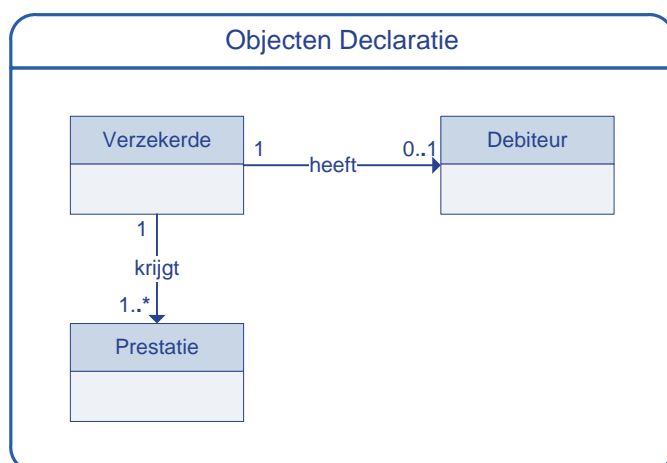 Objecten Declaratie
Verzekerde
Debiteur
1
0..1
heeft
1
krijgt
1..*
Prestatie